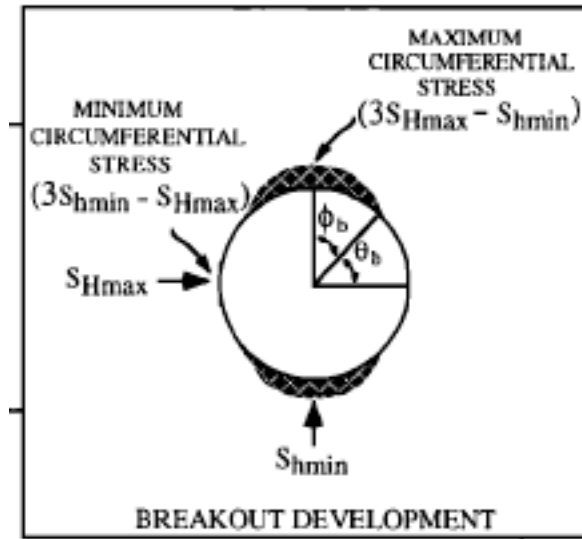 MAXIMUM
CIRCUMFERENTIAL
STRESS
(3SHmax – Shmin)
MINIMUM
CIRCUMFERENTIAL
STRESS
(3Shmin – SHmax)
ϕb
θb
SHmax
Shmin
BREAKOUT DEVELOPMENT